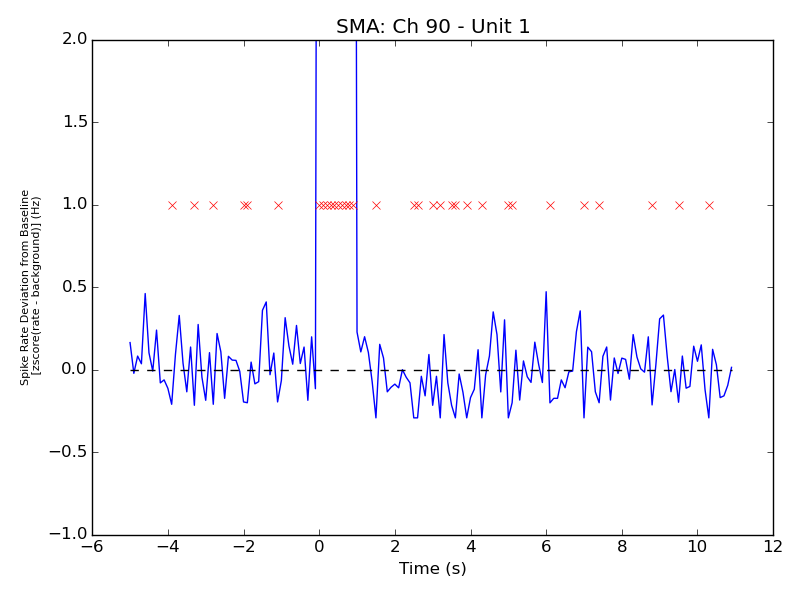 SMA: Ch 90 - Unit 1
2.0
1.5
1.0
0.5
0.0
−0.5
−1.0
Spike Rate Deviation from Baseline
[zscore(rate - background)] (Hz)
−6 −4 −2 0 2 4 6 8 10 12
Time (s)